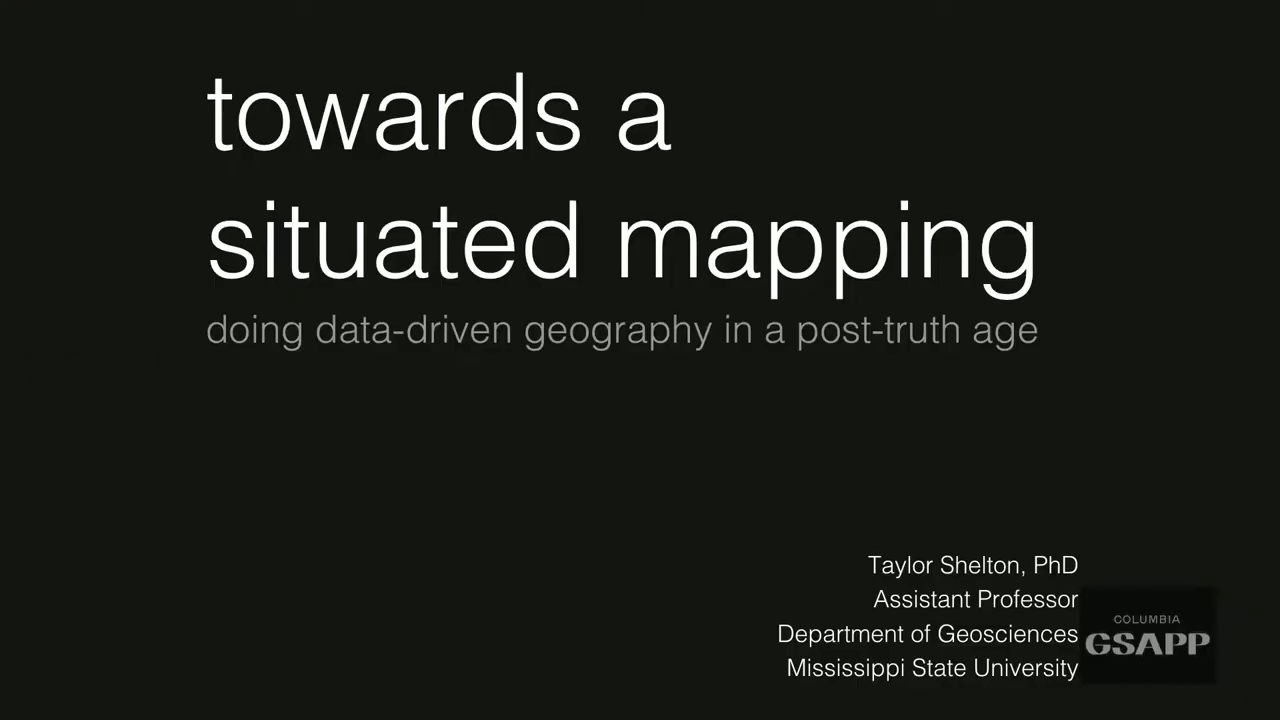 towards a
situated mapping
doing data-driven geography in a post-truth age
Taylor Shelton, PhD
Assistant Professor
Department of Geosciences
Mississippi State University
COLUMBIA
GSAPP